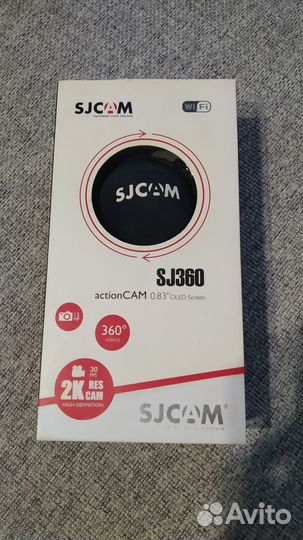 SJCAM
WiFi
SJCAM
SJ360
actionCAM 0.83" OLED Screen
360°
videos
30
FPS
2K RES
CAM
HIGH DEFINITION
SJCAM®
Avito